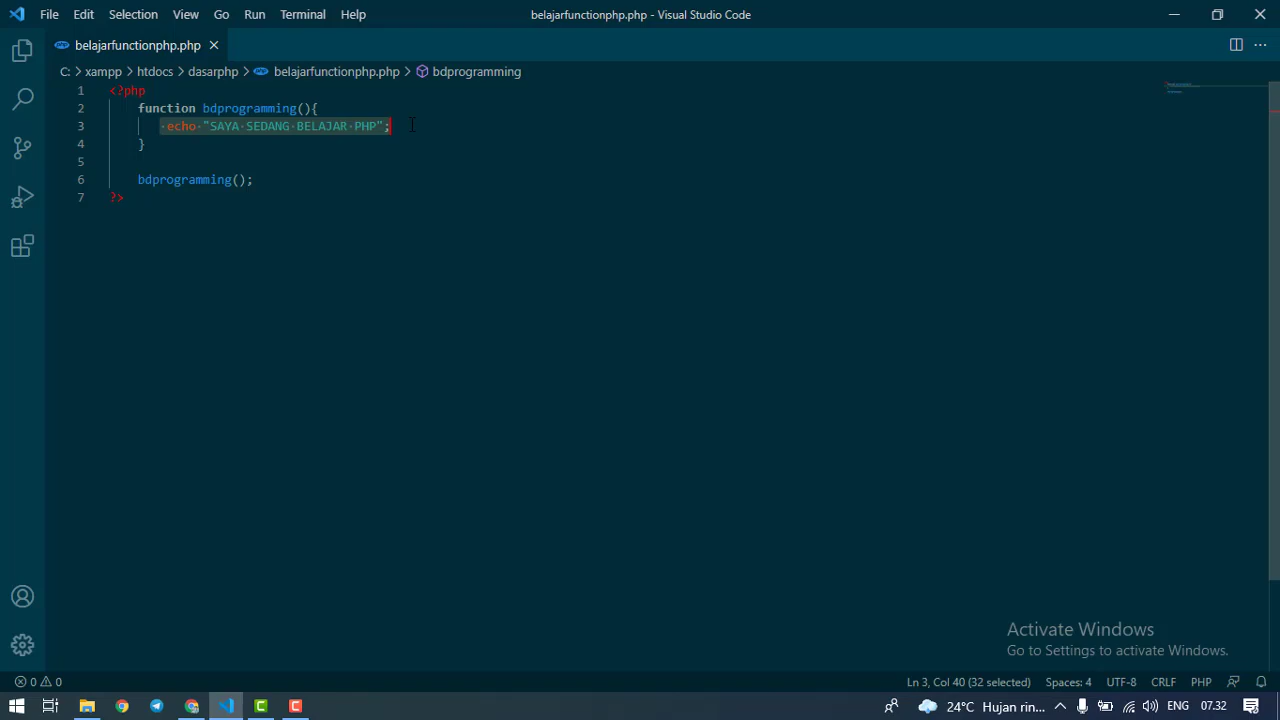 File Edit Selection View Go Run Terminal Help belajarfunctionphp.php - Visual Studio Code
belajarfunctionphp.php
C: > xampp > htdocs > dasarphp > belajarfunctionphp.php > bdprogramming
1 <?php
2 function bdprogramming(){
3 echo "SAYA SEDANG BELAJAR PHP";
4 }
5
6 bdprogramming();
7 ?>
Activate Windows
Go to Settings to activate Windows.
0 0 Ln 3, Col 40 (32 selected) Spaces: 4 UTF-8 CRLF PHP
24°C Hujan rin... ENG 07.32